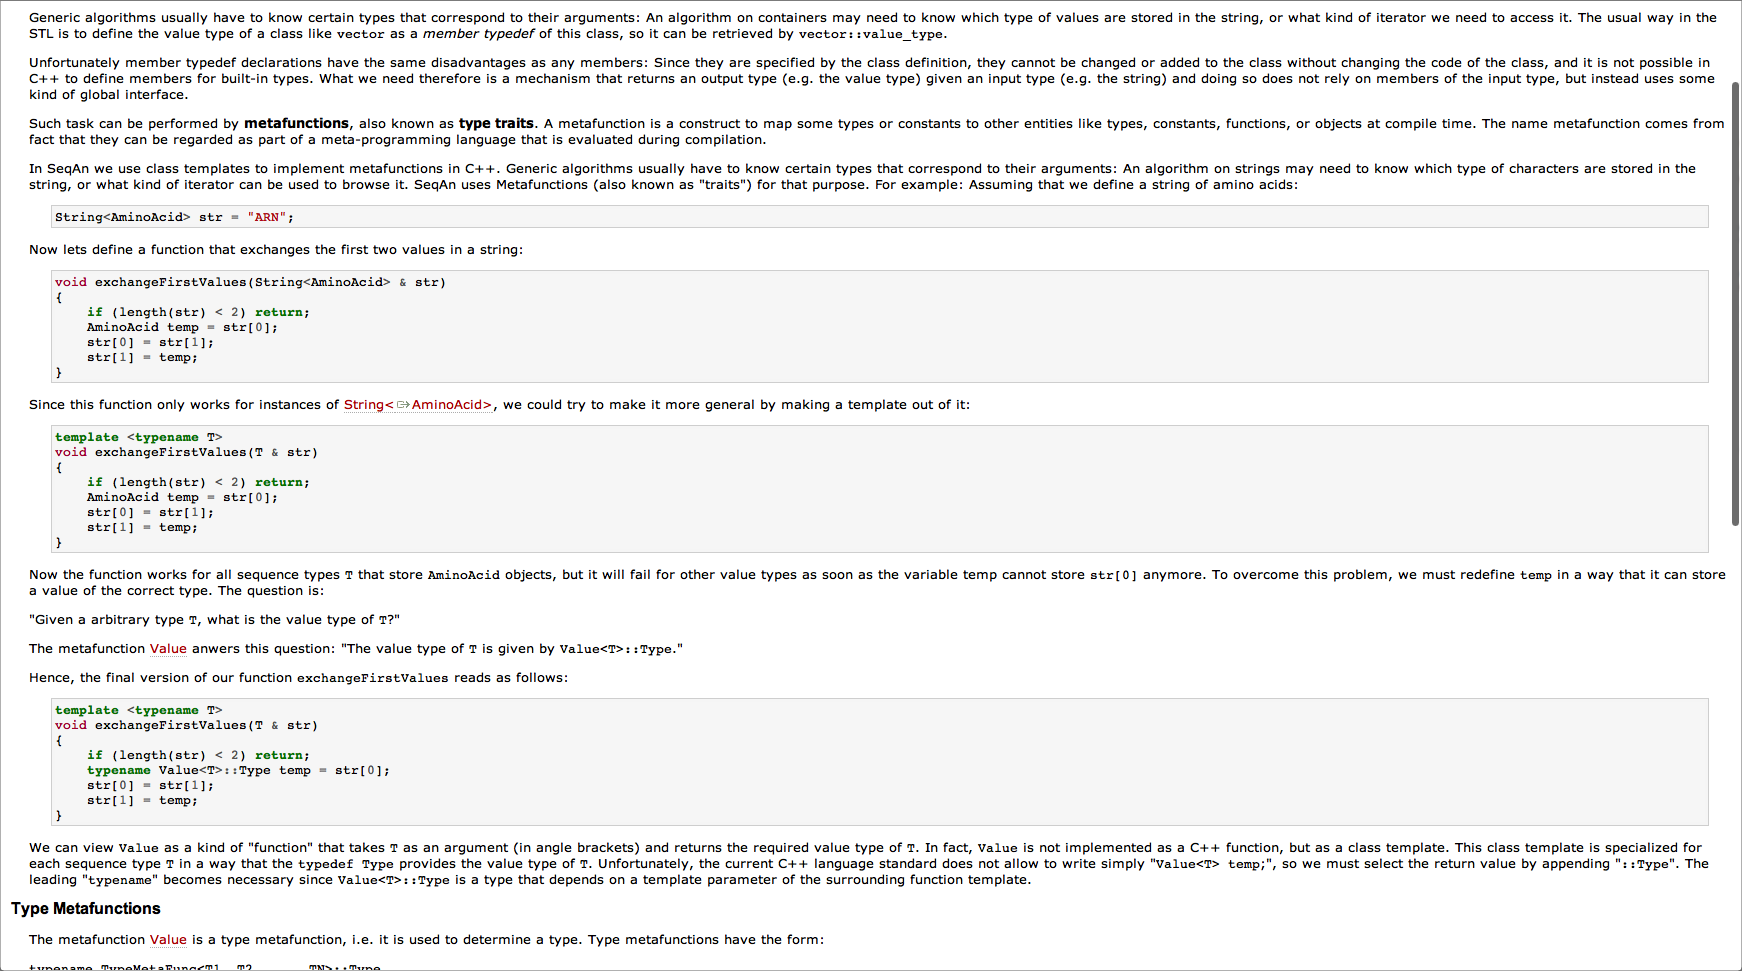 Generic algorithms usually have to know certain types that correspond to their arguments: An algorithm on containers may need to know which type of values are stored in the string, or what kind of iterator we need to access it. The usual way in the
STL is to define the value type of a class like vector as a member typedef of this class, so it can be retrieved by vector::value_type.
Unfortunately member typedef declarations have the same disadvantages as any members: Since they are specified by the class definition, they cannot be changed or added to the class without changing the code of the class, and it is not possible in
C++ to define members for built-in types. What we need therefore is a mechanism that returns an output type (e.g. the value type) given an input type (e.g. the string) and doing so does not rely on members of the input type, but instead uses some
kind of global interface.
Such task can be performed by metafunctions, also known as type traits. A metafunction is a construct to map some types or constants to other entities like types, constants, functions, or objects at compile time. The name metafunction comes from
fact that they can be regarded as part of a meta-programming language that is evaluated during compilation.
In SeqAn we use class templates to implement metafunctions in C++. Generic algorithms usually have to know certain types that correspond to their arguments: An algorithm on strings may need to know which type of characters are stored in the
string, or what kind of iterator can be used to browse it. SeqAn uses Metafunctions (also known as "traits") for that purpose. For example: Assuming that we define a string of amino acids:
String<AminoAcid> str = "ARN";
Now lets define a function that exchanges the first two values in a string:
void exchangeFirstValues(String<AminoAcid> & str)
{
if (length(str) < 2) return;
AminoAcid temp = str[0];
str[0] = str[1];
str[1] = temp;
}
Since this function only works for instances of String<AminoAcid>, we could try to make it more general by making a template out of it:
template <typename T>
void exchangeFirstValues(T & str)
{
if (length(str) < 2) return;
AminoAcid temp = str[0];
str[0] = str[1];
str[1] = temp;
}
Now the function works for all sequence types T that store AminoAcid objects, but it will fail for other value types as soon as the variable temp cannot store str[0] anymore. To overcome this problem, we must redefine temp in a way that it can store
a value of the correct type. The question is:
"Given a arbitrary type T, what is the value type of T?"
The metafunction Value anwers this question: "The value type of T is given by Value<T>::Type."
Hence, the final version of our function exchangeFirstValues reads as follows:
template <typename T>
void exchangeFirstValues(T & str)
{
if (length(str) < 2) return;
typename Value<T>::Type temp = str[0];
str[0] = str[1];
str[1] = temp;
}
We can view Value as a kind of "function" that takes T as an argument (in angle brackets) and returns the required value type of T. In fact, Value is not implemented as a C++ function, but as a class template. This class template is specialized for
each sequence type T in a way that the typedef Type provides the value type of T. Unfortunately, the current C++ language standard does not allow to write simply "Value<T> temp;", so we must select the return value by appending "::Type". The
leading "typename" becomes necessary since Value<T>::Type is a type that depends on a template parameter of the surrounding function template.
Type Metafunctions
The metafunction Value is a type metafunction, i.e. it is used to determine a type. Type metafunctions have the form:
typename TypeMetaFunc<T1, T2, ..., TN>::Type